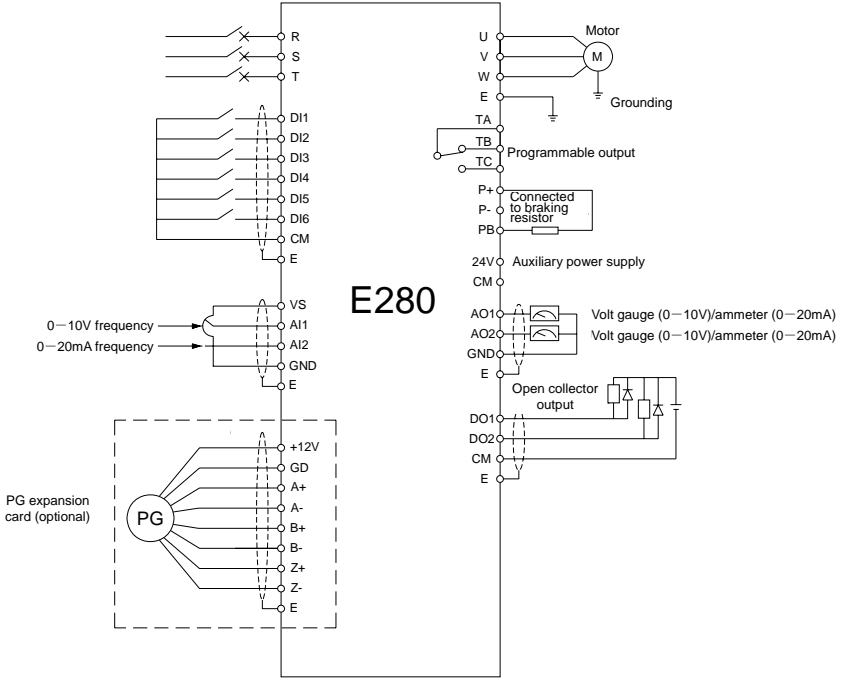 R
S
T
DI1
DI2
DI3
DI4
DI5
DI6
CM
E
VS
0—10V frequency
AI1
0—20mA frequency
AI2
GND
E
+12V
GD
A+
A-
B+
B-
Z+
Z-
E
PG
PG expansion
card (optional)
E280
U
V
W
E
Motor
M
Grounding
TA
TB
TC
Programmable output
P+
P-
PB
Connected
to braking
resistor
24V
Auxiliary power supply
CM
AO1
Volt gauge (0—10V)/ammeter (0—20mA)
AO2
Volt gauge (0—10V)/ammeter (0—20mA)
GND
E
Open collector
output
DO1
DO2
CM
E